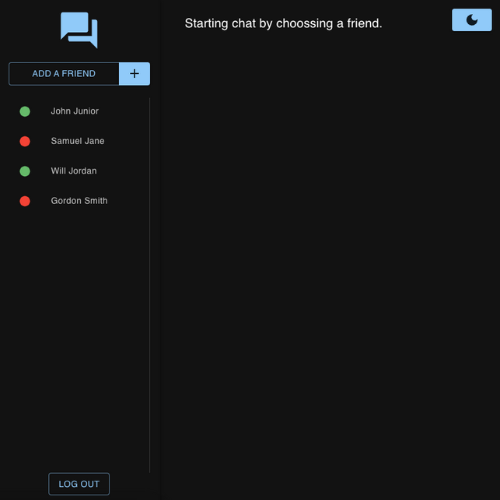 Starting chat by choossing a friend.
ADD A FRIEND +
John Junior
Samuel Jane
Will Jordan
Gordon Smith
LOG OUT